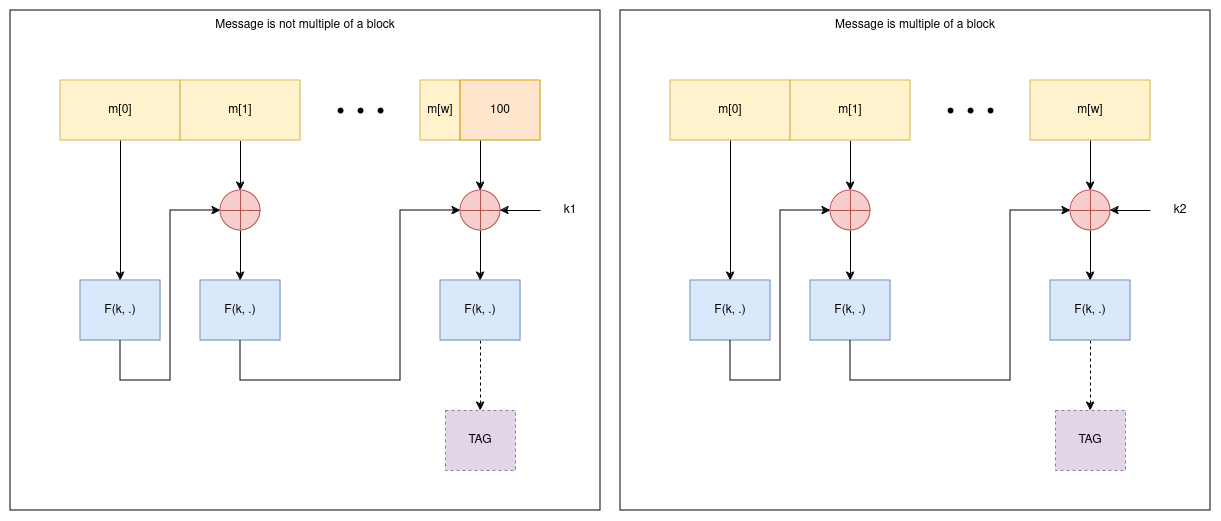 Message is not multiple of a block
m[0]
m[1]
m[w]
100
k1
F(k, .)
F(k, .)
F(k, .)
TAG
Message is multiple of a block
m[0]
m[1]
m[w]
k2
F(k, .)
F(k, .)
F(k, .)
TAG